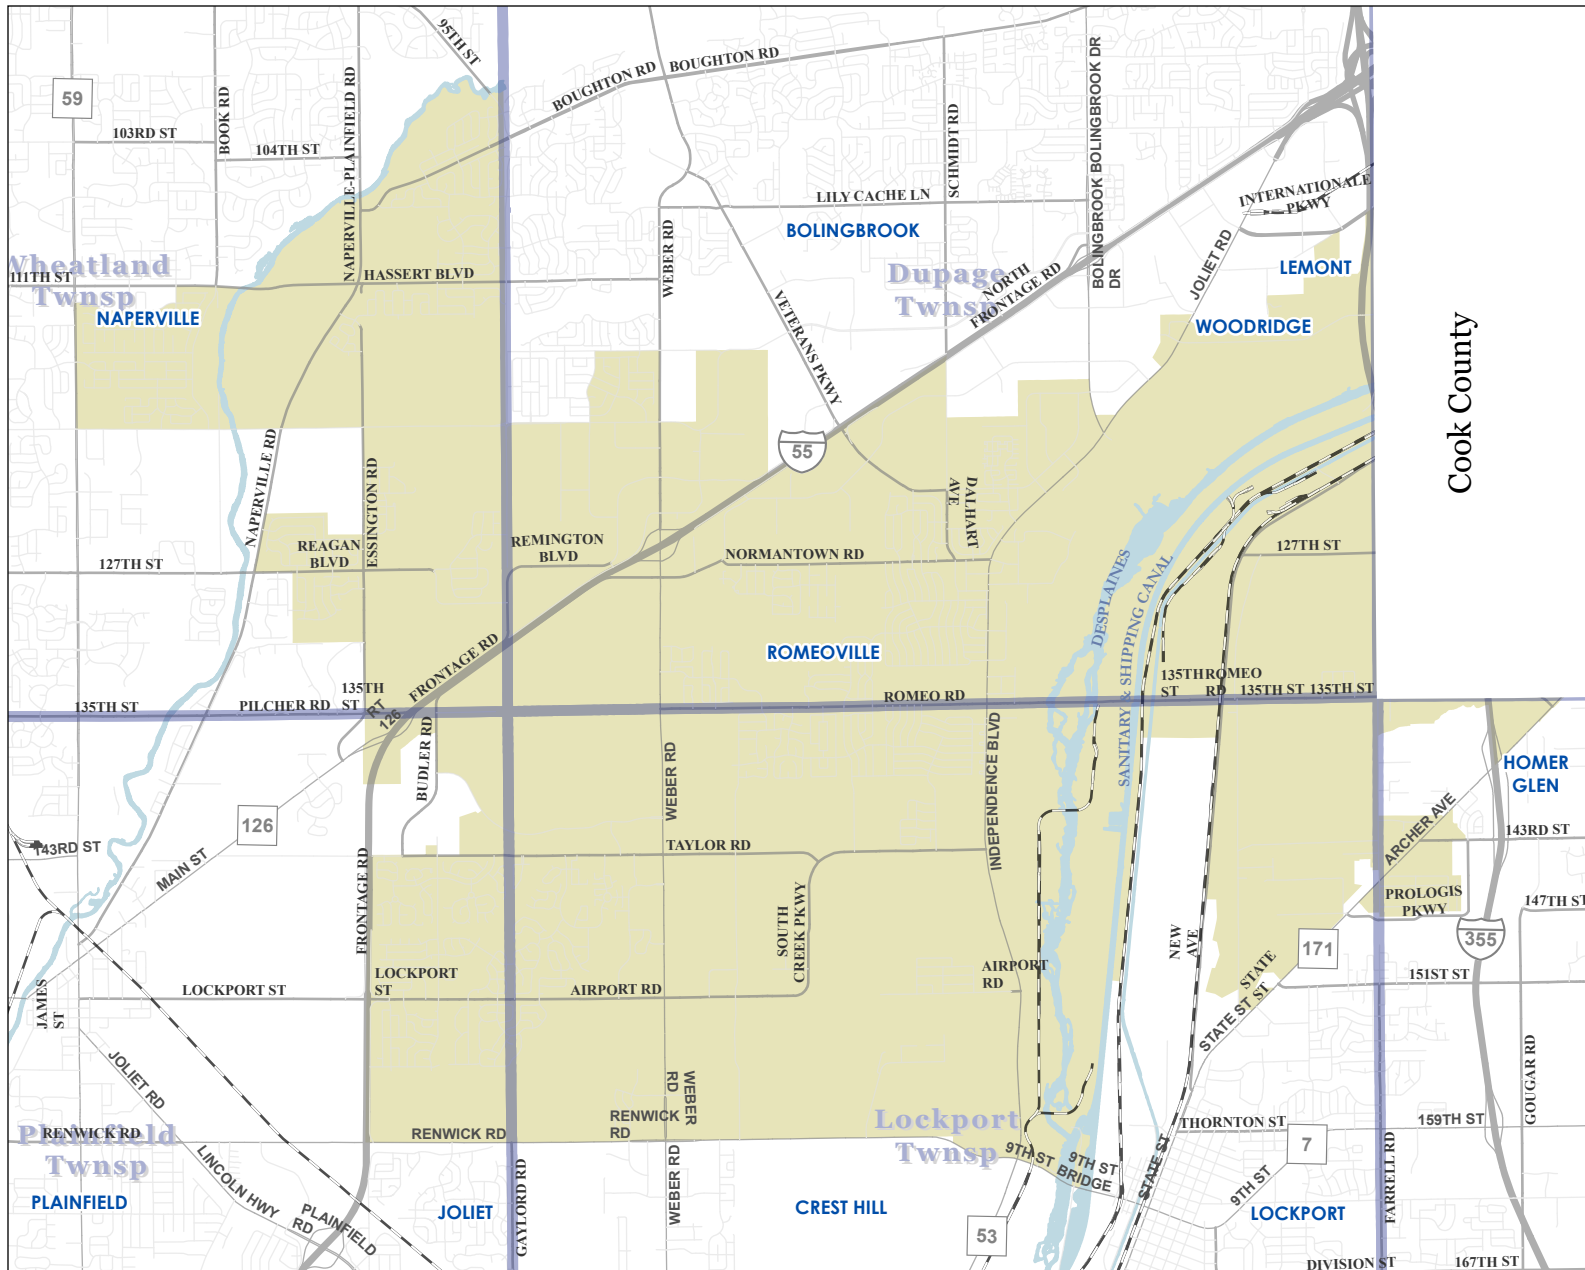 95TH ST
BOUGHTON RD
BOUGHTON RD
59
103RD ST
BOOK RD
104TH ST
NAPERVILLE-PLAINFIELD RD
SCHMIDT RD
BOLINGBROOK BOLINGBROOK DR
BOLINGBROOK
DR
INTERNATIONALE
PKWY
LILY CACHE LN
BOLINGBROOK
WEBER RD
JOLIET RD
LEMONT
Wheatland
Twnsp
111TH ST
HASSERT BLVD
Dupage
Twnsp
NORTH
FRONTAGE RD
NAPERVILLE
VETERANS PKWY
WOODRIDGE
Cook County
55
NAPERVILLE RD
ESSINGTON RD
DALHART
AVE
REAGAN
BLVD
REMINGTON
BLVD
NORMANTOWN RD
127TH ST
127TH ST
DESPLAINES
SANITARY & SHIPPING CANAL
ROMEOVILLE
FRONTAGE RD
135TH ST
PILCHER RD
135TH
ST
RT
126
ROMEO RD
135TH
ST
ROMEO
RD
135TH ST
135TH ST
BUDLER RD
WEBER RD
INDEPENDENCE BLVD
HOMER
GLEN
126
143RD ST
MAIN ST
TAYLOR RD
ARCHER AVE
143RD ST
FRONTAGE RD
SOUTH
CREEK PKWY
PROLOGIS
PKWY
147TH ST
NEW
AVE
171
355
LOCKPORT
ST
LOCKPORT ST
AIRPORT RD
AIRPORT
RD
STATE
ST
STATE ST
151ST ST
JAMES
ST
JOLIET RD
GOUGAR RD
WEBER
RD
RENWICK
RD
RENWICK RD
RENWICK RD
Plainfield
Twnsp
Lockport
Twnsp
THORNTON ST
159TH ST
7
9TH ST
9TH ST
BRIDGE
STATE ST
9TH ST
FARRELL RD
LINCOLN HWY
PLAINFIELD
RD
PLAINFIELD
JOLIET
GAYLORD RD
WEBER RD
CREST HILL
53
LOCKPORT
DIVISION ST
167TH ST